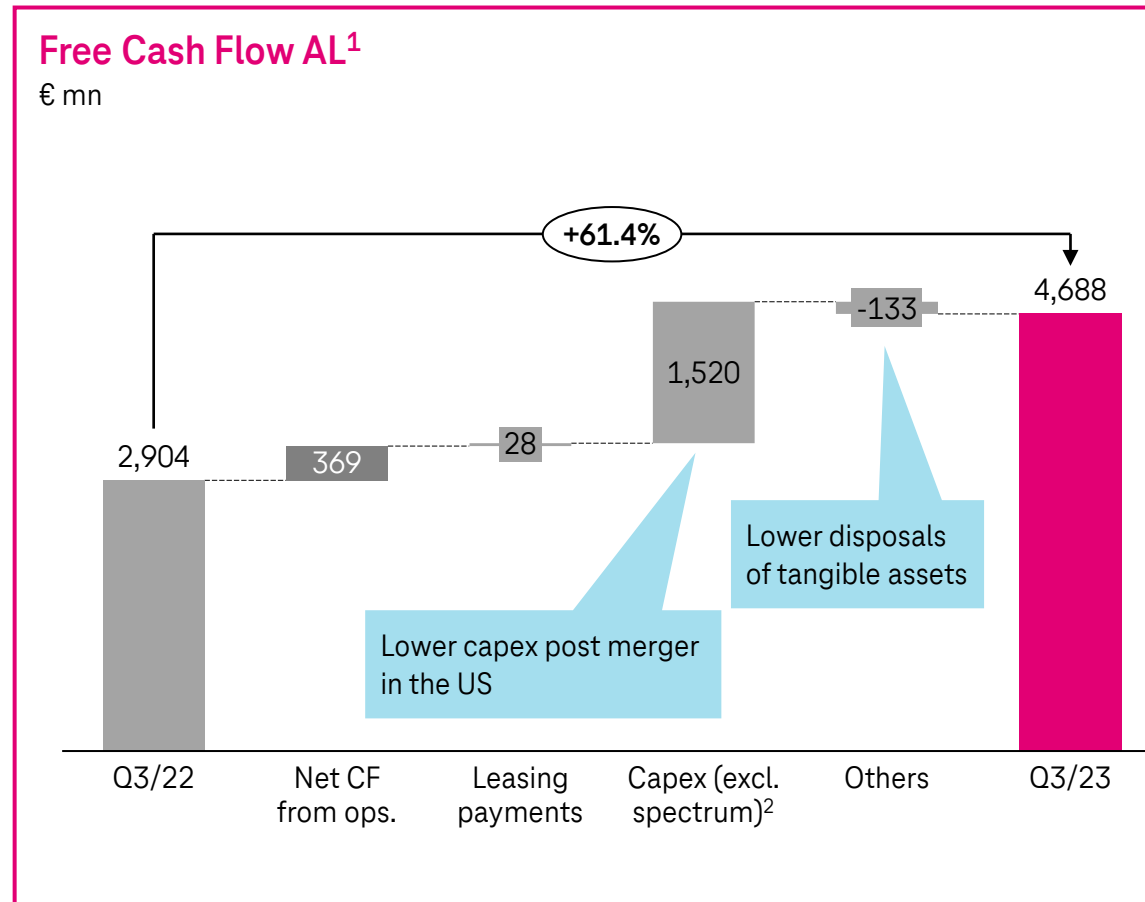 Free Cash Flow AL¹
€ mn
+61.4%
2,904
369
28
1,520
-133
4,688
Lower disposals
of tangible assets
Lower capex post merger
in the US
Q3/22
Net CF
from ops.
Leasing
payments
Capex (excl.
spectrum)²
Others
Q3/23